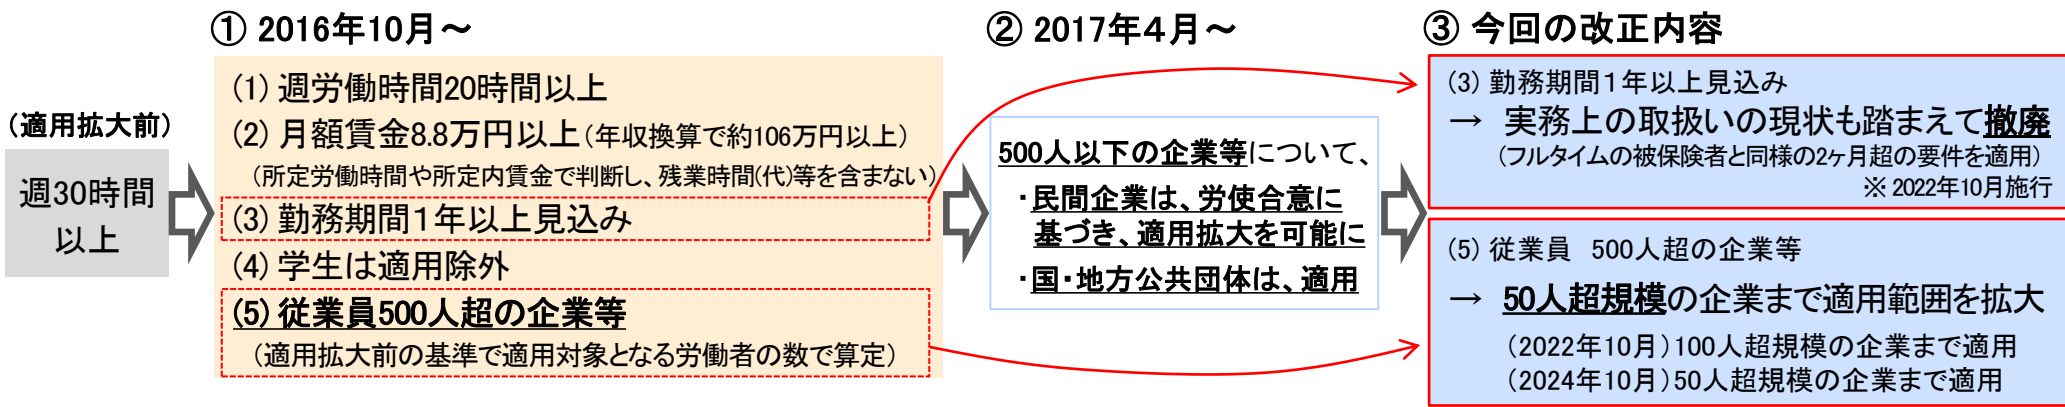 (適用拡大前)
週30時間
以上
① 2016年10月～
(1) 週労働時間20時間以上
(2) 月額賃金8.8万円以上(年収換算で約106万円以上)
(所定労働時間や所定内賃金で判断し、残業時間(代)等を含まない)
(3) 勤務期間1年以上見込み
(4) 学生は適用除外
(5) 従業員500人超の企業等
(適用拡大前の基準で適用対象となる労働者の数で算定)
② 2017年4月～
500人以下の企業等について、
・民間企業は、労使合意に
基づき、適用拡大を可能に
・国・地方公共団体は、適用
③ 今回の改正内容
(3) 勤務期間1年以上見込み
→ 実務上の取扱いの現状も踏まえて撤廃
(フルタイムの被保険者と同様の2ヶ月超の要件を適用)
※ 2022年10月施行
(5) 従業員 500人超の企業等
→ 50人超規模の企業まで適用範囲を拡大
(2022年10月)100人超規模の企業まで適用
(2024年10月)50人超規模の企業まで適用